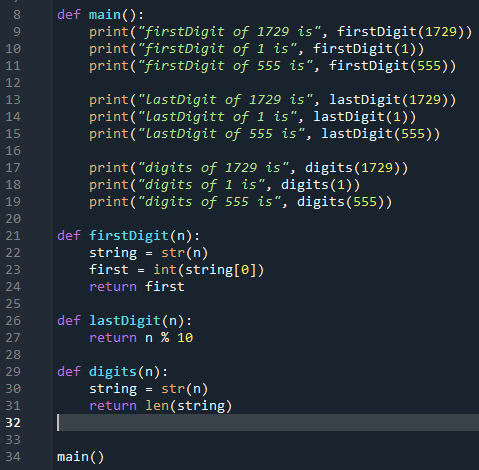 8 def main():
9 print("firstDigit of 1729 is", firstDigit(1729))
10 print("firstDigit of 1 is", firstDigit(1))
11 print("firstDigit of 555 is", firstDigit(555))
12
13 print("lastDigit of 1729 is", lastDigit(1729))
14 print("lastDigitt of 1 is", lastDigit(1))
15 print("lastDigit of 555 is", lastDigit(555))
16
17 print("digits of 1729 is", digits(1729))
18 print("digits of 1 is", digits(1))
19 print("digits of 555 is", digits(555))
20
21 def firstDigit(n):
22 string = str(n)
23 first = int(string[0])
24 return first
25
26 def lastDigit(n):
27 return n % 10
28
29 def digits(n):
30 string = str(n)
31 return len(string)
32
33
34 main()